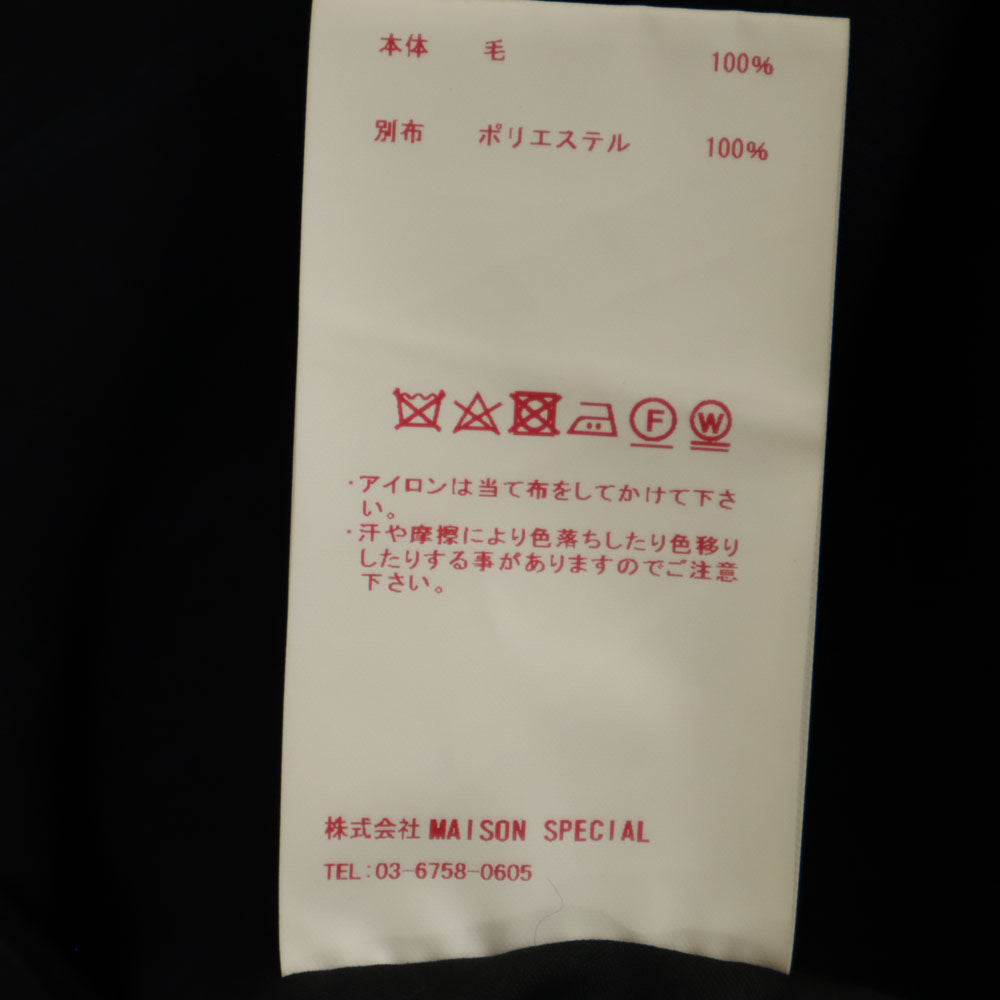 本体 毛 100%
別布 ポリエステル 100%
F W
・アイロンは当て布をしてかけて下さ
い。
・汗や摩擦により色落ちしたり色移り
したりする事がありますのでご注意
下さい。
株式会社 MAISON SPECIAL
TEL:03-6758-0605